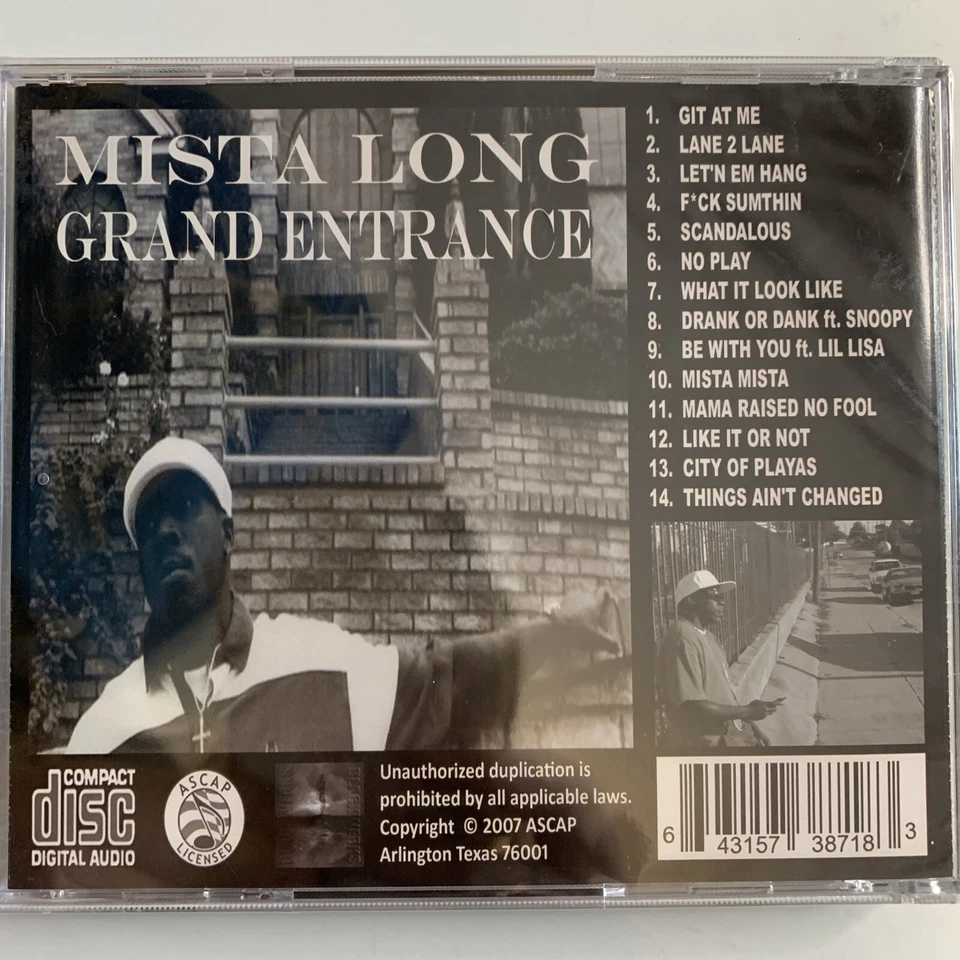 MISTA LONG
GRAND ENTRANCE
1. GIT AT ME
2. LANE 2 LANE
3. LET'N EM HANG
4. F*CK SUMTHIN
5. SCANDALOUS
6. NO PLAY
7. WHAT IT LOOK LIKE
8. DRANK OR DANK ft. SNOOPY
9. BE WITH YOU ft. LIL LISA
10. MISTA MISTA
11. MAMA RAISED NO FOOL
12. LIKE IT OR NOT
13. CITY OF PLAYAS
14. THINGS AIN'T CHANGED
COMPACT
disc
DIGITAL AUDIO
ASCAP
LICENSED
Unauthorized duplication is
prohibited by all applicable laws.
Copyright © 2007 ASCAP
Arlington Texas 76001
6 43157 38718 3